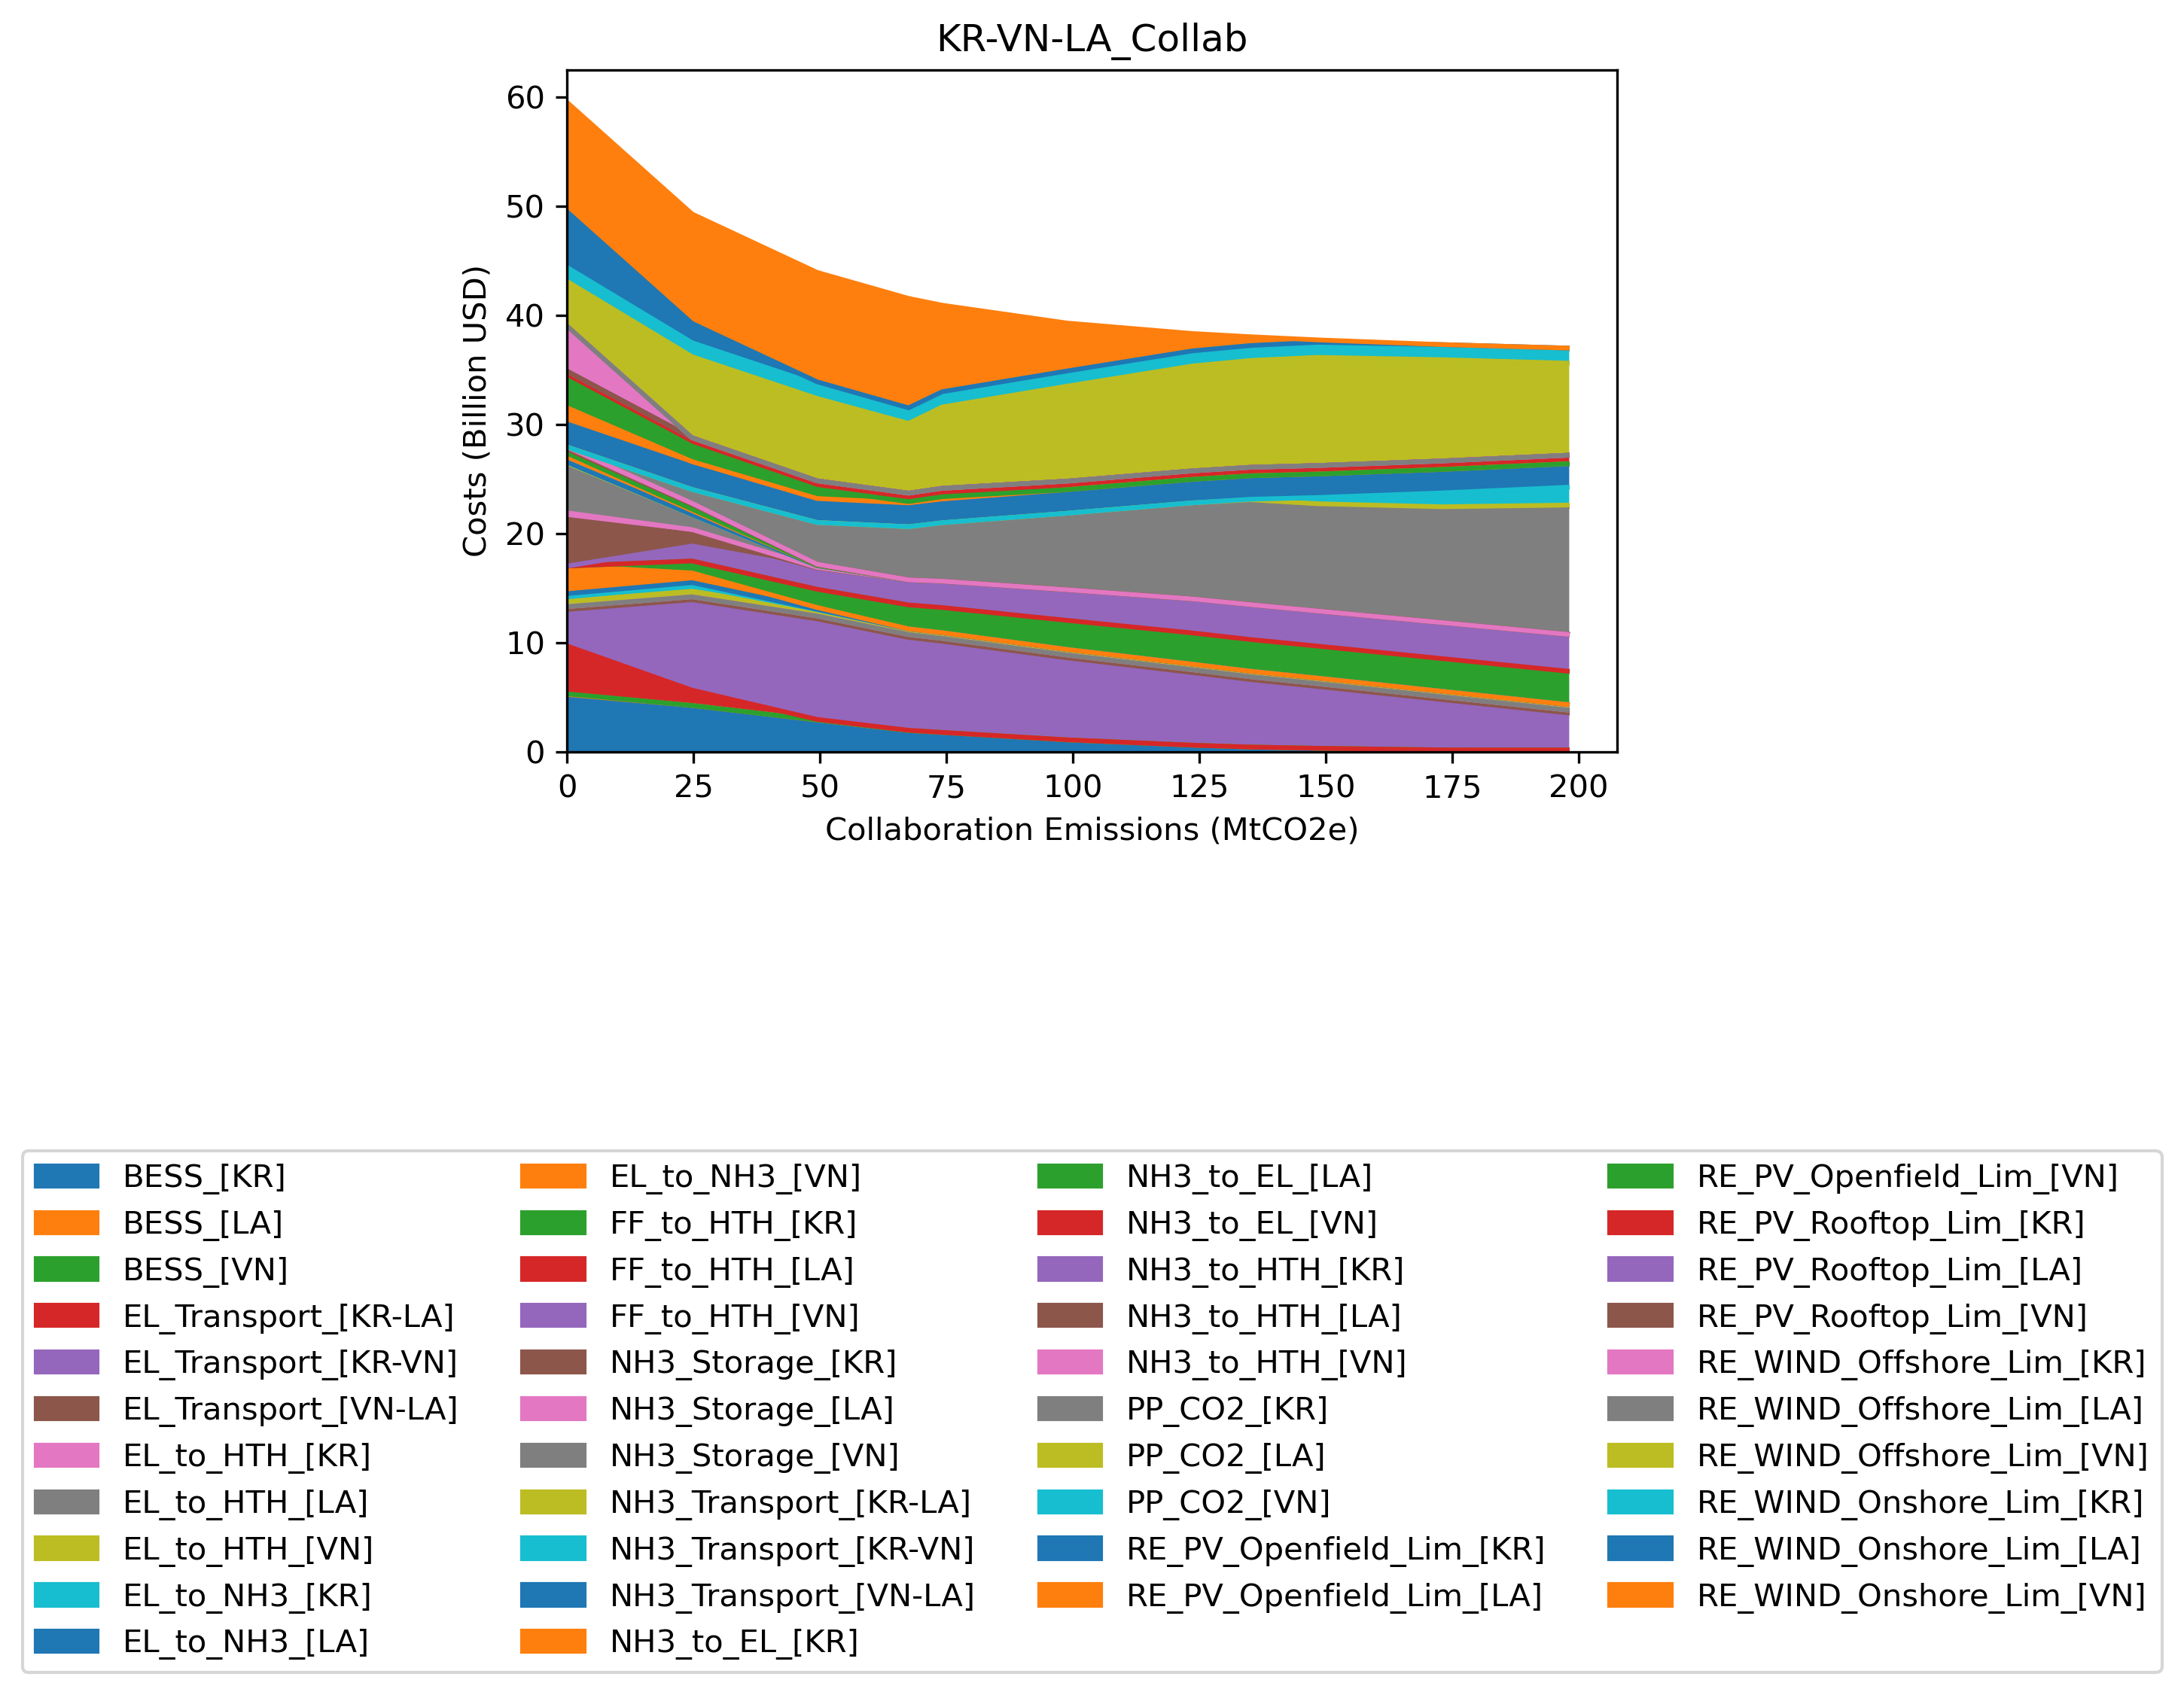 KR-VN-LA_Collab
60
50
40
30
20
10
0
Costs (Billion USD)
0 25 50 75 100 125 150 175 200
Collaboration Emissions (MtCO2e)
BESS_[KR]
BESS_[LA]
BESS_[VN]
EL_Transport_[KR-LA]
EL_Transport_[KR-VN]
EL_Transport_[VN-LA]
EL_to_HTH_[KR]
EL_to_HTH_[LA]
EL_to_HTH_[VN]
EL_to_NH3_[KR]
EL_to_NH3_[LA]
EL_to_NH3_[VN]
FF_to_HTH_[KR]
FF_to_HTH_[LA]
FF_to_HTH_[VN]
NH3_Storage_[KR]
NH3_Storage_[LA]
NH3_Storage_[VN]
NH3_Transport_[KR-LA]
NH3_Transport_[KR-VN]
NH3_Transport_[VN-LA]
NH3_to_EL_[KR]
NH3_to_EL_[LA]
NH3_to_EL_[VN]
NH3_to_HTH_[KR]
NH3_to_HTH_[LA]
NH3_to_HTH_[VN]
PP_CO2_[KR]
PP_CO2_[LA]
PP_CO2_[VN]
RE_PV_Openfield_Lim_[KR]
RE_PV_Openfield_Lim_[LA]
RE_PV_Openfield_Lim_[VN]
RE_PV_Rooftop_Lim_[KR]
RE_PV_Rooftop_Lim_[LA]
RE_PV_Rooftop_Lim_[VN]
RE_WIND_Offshore_Lim_[KR]
RE_WIND_Offshore_Lim_[LA]
RE_WIND_Offshore_Lim_[VN]
RE_WIND_Onshore_Lim_[KR]
RE_WIND_Onshore_Lim_[LA]
RE_WIND_Onshore_Lim_[VN]